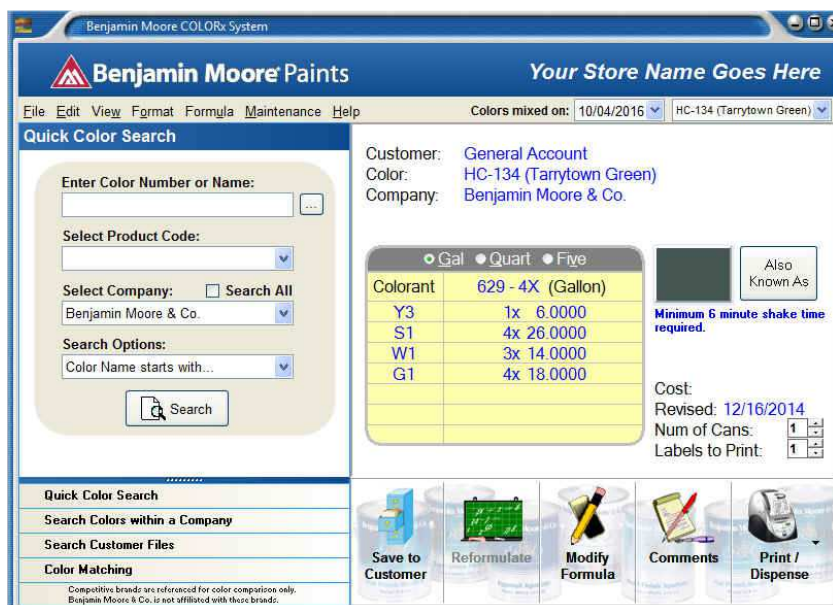 Benjamin Moore COLORx System
Benjamin Moore Paints
Your Store Name Goes Here
File Edit View Format Formula Maintenance Help
Colors mixed on: 10/04/2016 HC-134 (Tarrytown Green)
Quick Color Search
Enter Color Number or Name:
...
Select Product Code:
Select Company: Search All
Benjamin Moore & Co.
Search Options:
Color Name starts with...
Search
Customer: General Account
Color: HC-134 (Tarrytown Green)
Company: Benjamin Moore & Co.
Gal Quart Five
Colorant 629 - 4X (Gallon)
Y3 1x 6.0000
S1 4x 26.0000
W1 3x 14.0000
G1 4x 18.0000
Also
Known As
Minimum 6 minute shake time
required.
Cost:
Revised: 12/16/2014
Num of Cans: 1
Labels to Print: 1
Quick Color Search
Search Colors within a Company
Search Customer Files
Color Matching
Competitive brands are referenced for color comparison only.
Benjamin Moore & Co. is not affiliated with these brands.
Save to
Customer
Reformulate
Modify
Formula
Comments
Print /
Dispense